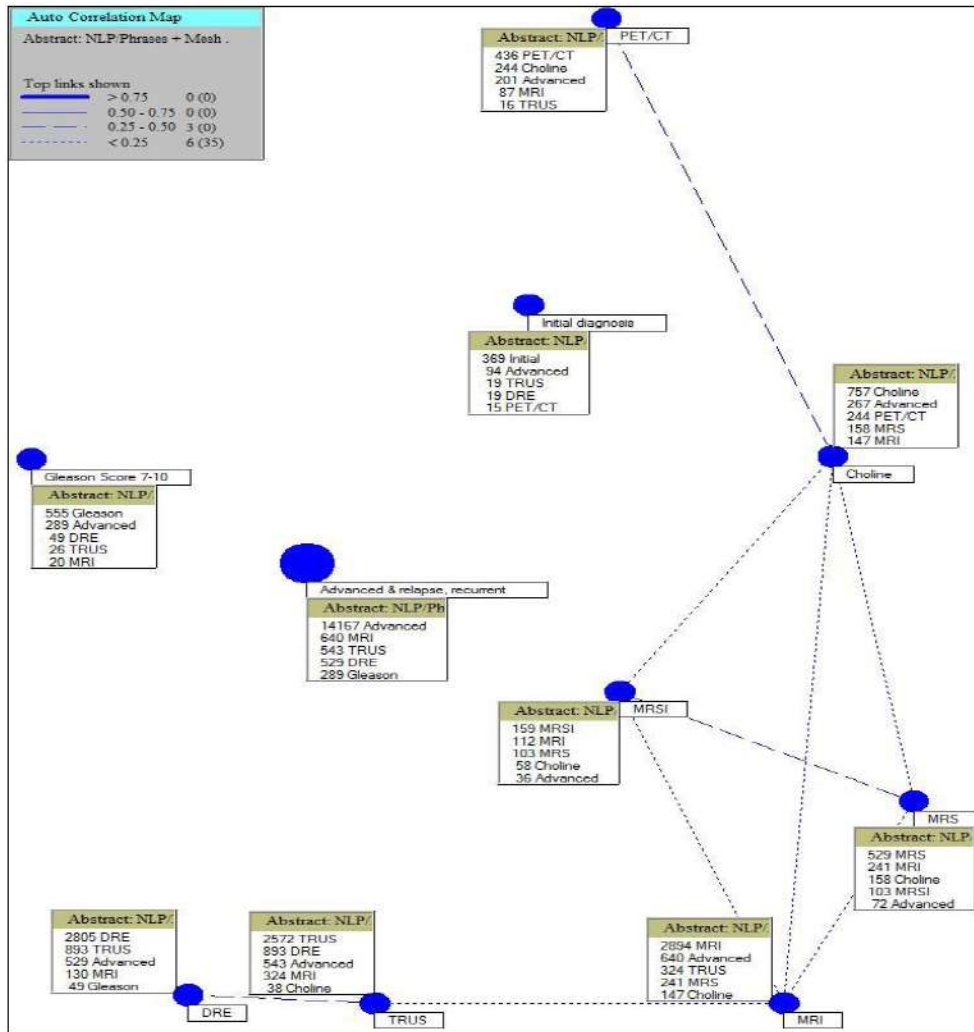 Auto Correlation Map
Abstract: NLP/Phrases + Mesh .
Top links shown
> 0.75 0 (0)
0.50 - 0.75 0 (0)
0.25 - 0.50 3 (0)
< 0.25 6 (35)
PET/CT
Abstract: NLP/
436 PET/CT
244 Choline
201 Advanced
87 MRI
16 TRUS
Initial diagnosis
Abstract: NLP/
369 Initial
94 Advanced
19 TRUS
19 DRE
15 PET/CT
Abstract: NLP/.
757 Choline
267 Advanced
244 PET/CT
158 MRS
147 MRI
Choline
Gleason Score 7-10
Abstract: NLP/.
555 Gleason
289 Advanced
49 DRE
26 TRUS
20 MRI
Advanced & relapse, recurrent
Abstract: NLP/Ph
14167 Advanced
640 MRI
543 TRUS
529 DRE
289 Gleason
MRSI
Abstract: NLP
159 MRSI
112 MRI
103 MRS
58 Choline
36 Advanced
MRS
Abstract: NLP/
529 MRS
241 MRI
158 Choline
103 MRSI
72 Advanced
Abstract: NLP/.
2805 DRE
893 TRUS
529 Advanced
130 MRI
49 Gleason
DRE
Abstract: NLP/.
2572 TRUS
893 DRE
543 Advanced
324 MRI
38 Choline
TRUS
Abstract: NLP/.
2894 MRI
640 Advanced
324 TRUS
241 MRS
147 Choline
MRI